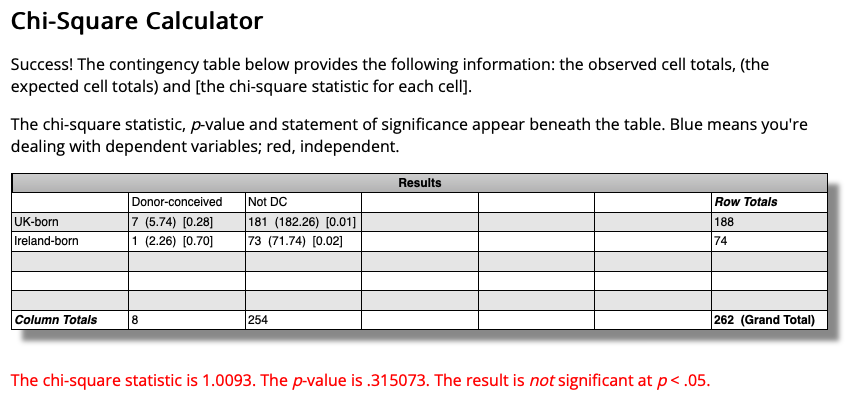 Chi-Square Calculator
Success! The contingency table below provides the following information: the observed cell totals, (the
expected cell totals) and [the chi-square statistic for each cell].
The chi-square statistic, p-value and statement of significance appear beneath the table. Blue means you're
dealing with dependent variables; red, independent.
Results
Donor-conceived Not DC Row Totals
UK-born 7 (5.74) [0.28] 181 (182.26) [0.01] 188
Ireland-born 1 (2.26) [0.70] 73 (71.74) [0.02] 74
Column Totals 8 254 262 (Grand Total)
The chi-square statistic is 1.0093. The p-value is .315073. The result is not significant at p < .05.